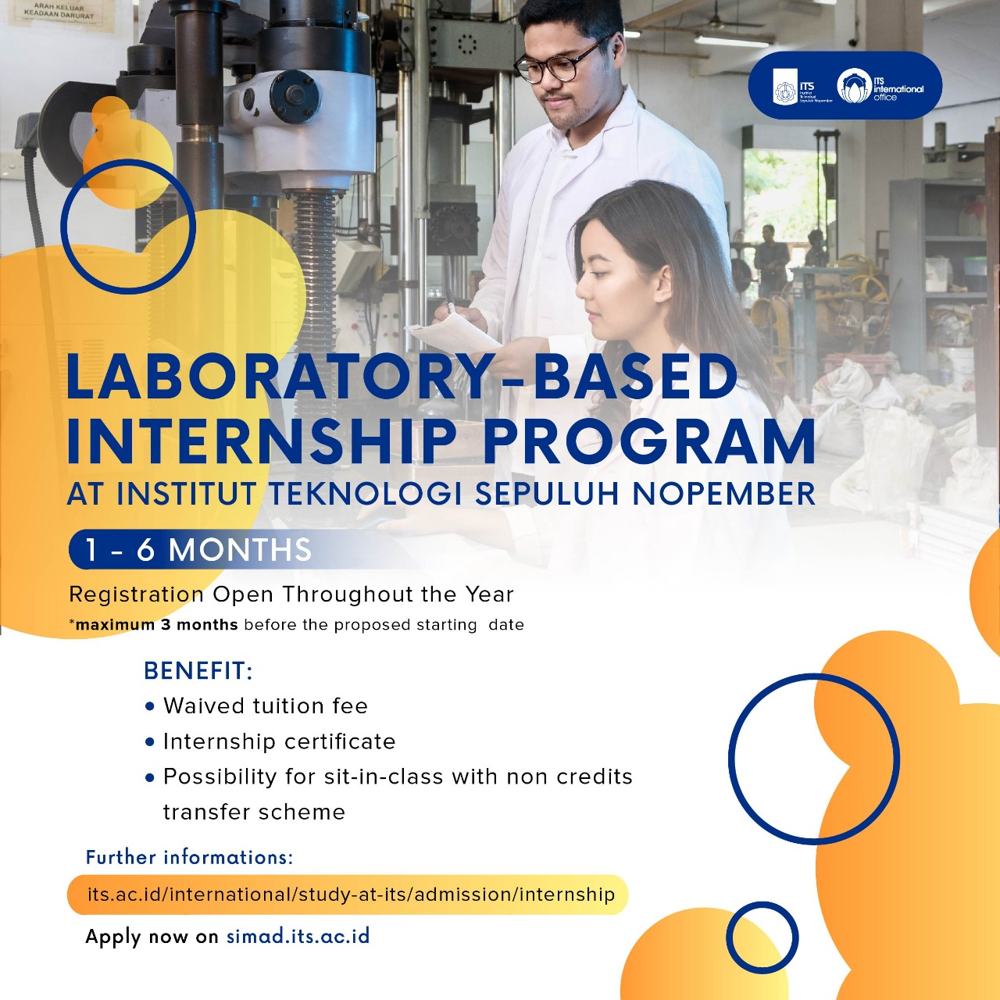 ARAH KELUAR
KEADAAN DARURAT
ITS
Institut
Teknologi
Sepuluh Nopember
ITS
international
office
LABORATORY-BASED
INTERNSHIP PROGRAM
AT INSTITUT TEKNOLOGI SEPULUH NOPEMBER
1 - 6 MONTHS
Registration Open Throughout the Year
*maximum 3 months before the proposed starting date
BENEFIT:
• Waived tuition fee
• Internship certificate
• Possibility for sit-in-class with non credits
transfer scheme
Further informations:
its.ac.id/international/study-at-its/admission/internship
Apply now on simad.its.ac.id